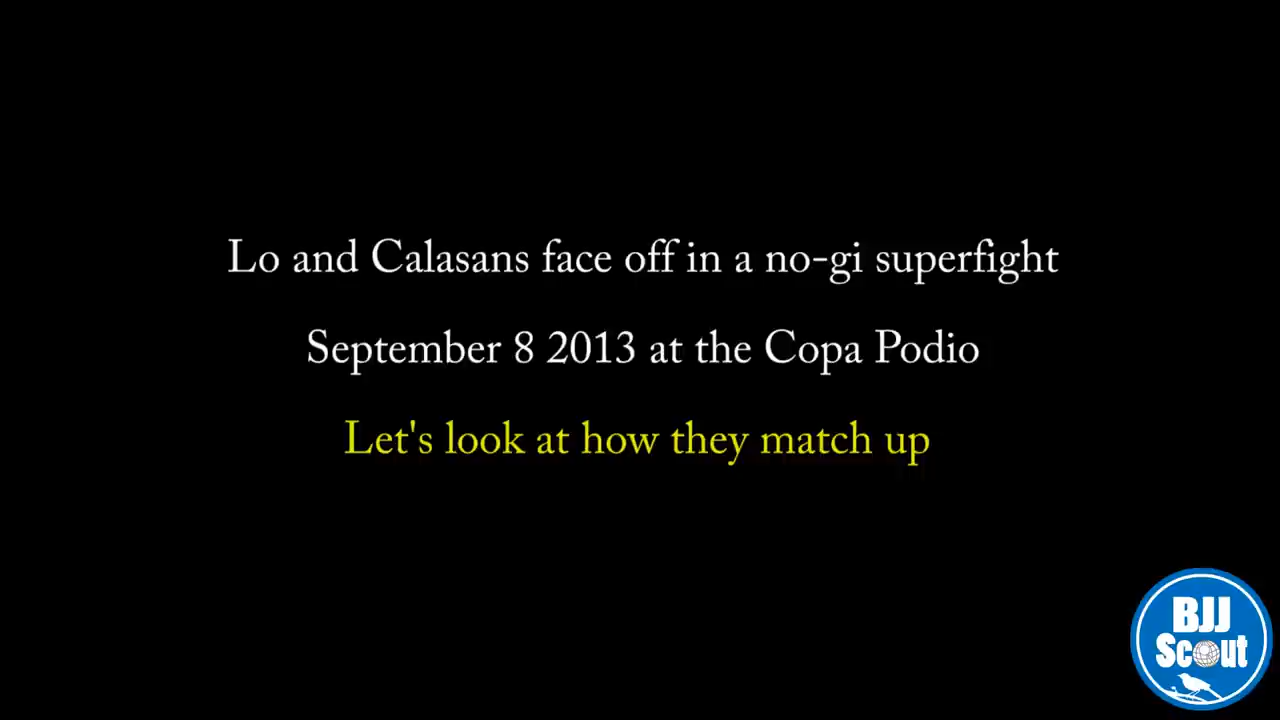 Lo and Calasans face off in a no-gi superfight
September 8 2013 at the Copa Podio
Let's look at how they match up
BJJ
Scout